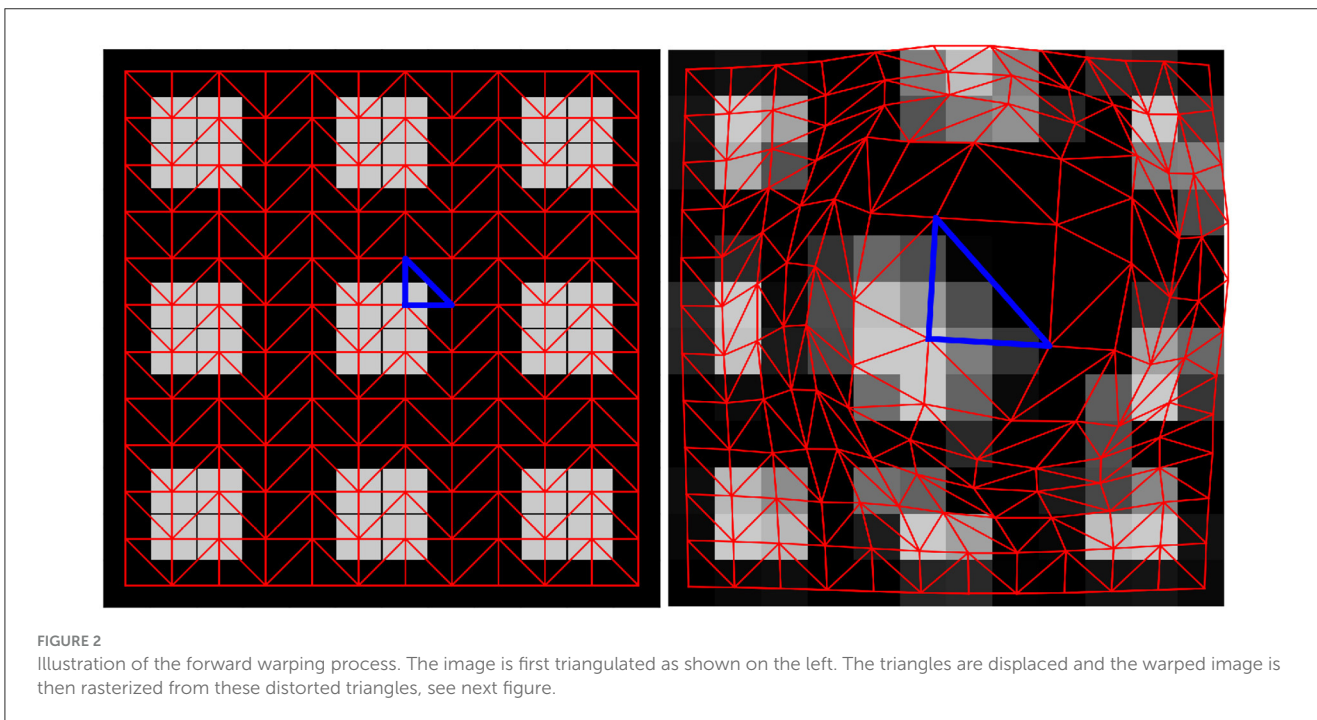 FIGURE 2
Illustration of the forward warping process. The image is first triangulated as shown on the left. The triangles are displaced and the warped image is
then rasterized from these distorted triangles, see next figure.